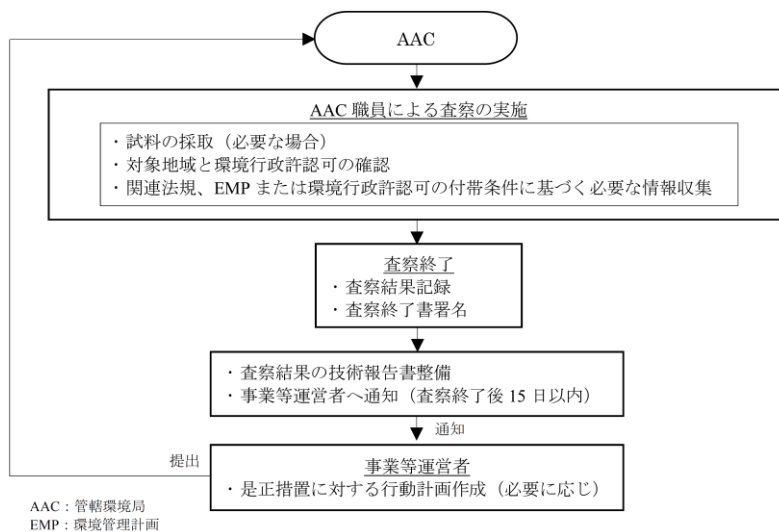 AAC
AAC 職員による査察の実施
・試料の採取（必要な場合）
・対象地域と環境行政許認可の確認
・関連法規、EMP または環境行政許認可の付帯条件に基づく必要な情報収集
査察終了
・査察結果記録
・査察終了書署名
・査察結果の技術報告書整備
・事業等運営者へ通知（査察終了後 15 日以内）
通知
提出
事業等運営者
・是正措置に対する行動計画作成（必要に応じ）
AAC：管轄環境局
EMP：環境管理計画